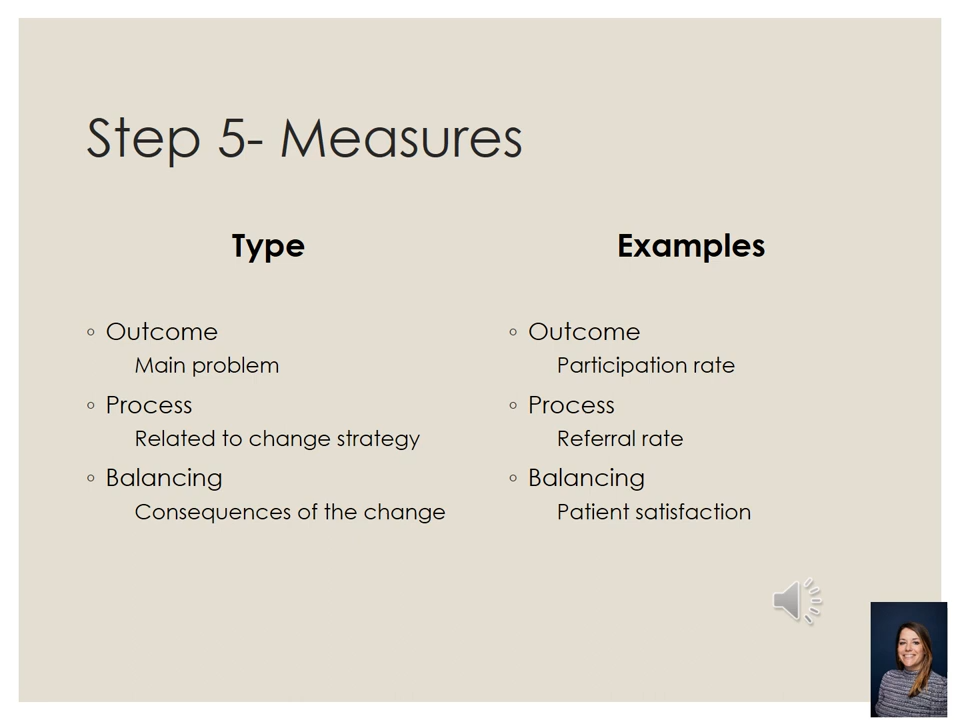 Step 5- Measures
Type
◦ Outcome
Main problem
◦ Process
Related to change strategy
◦ Balancing
Consequences of the change
Examples
◦ Outcome
Participation rate
◦ Process
Referral rate
◦ Balancing
Patient satisfaction